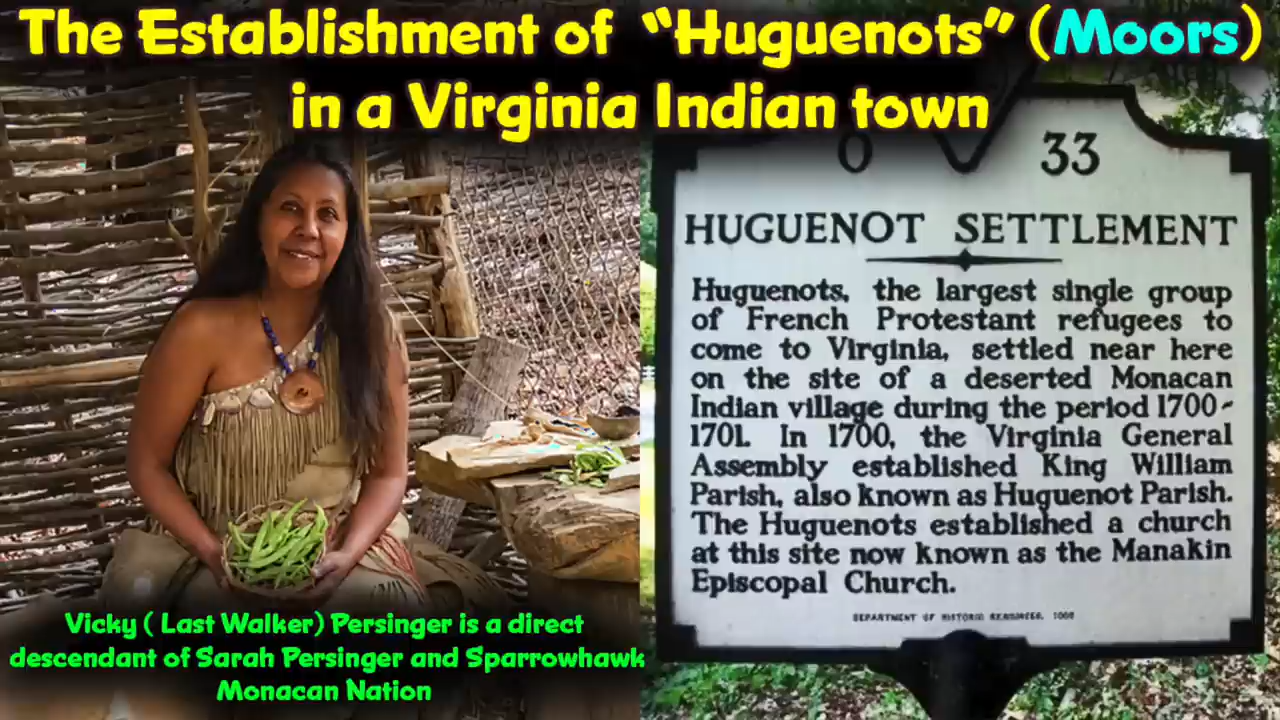 The Establishment of “Huguenots” (Moors)
in a Virginia Indian town
33
HUGUENOT SETTLEMENT
Huguenots, the largest single group
of French Protestant refugees to
come to Virginia, settled near here
on the site of a deserted Monacan
Indian village during the period 1700-
1701. In 1700, the Virginia General
Assembly established King William
Parish, also known as Huguenot Parish.
The Huguenots established a church
at this site now known as the Manakin
Episcopal Church.
DEPARTMENT OF HISTORIC RESOURCES,
Vicky ( Last Walker) Persinger is a direct
descendant of Sarah Persinger and Sparrowhawk
Monacan Nation